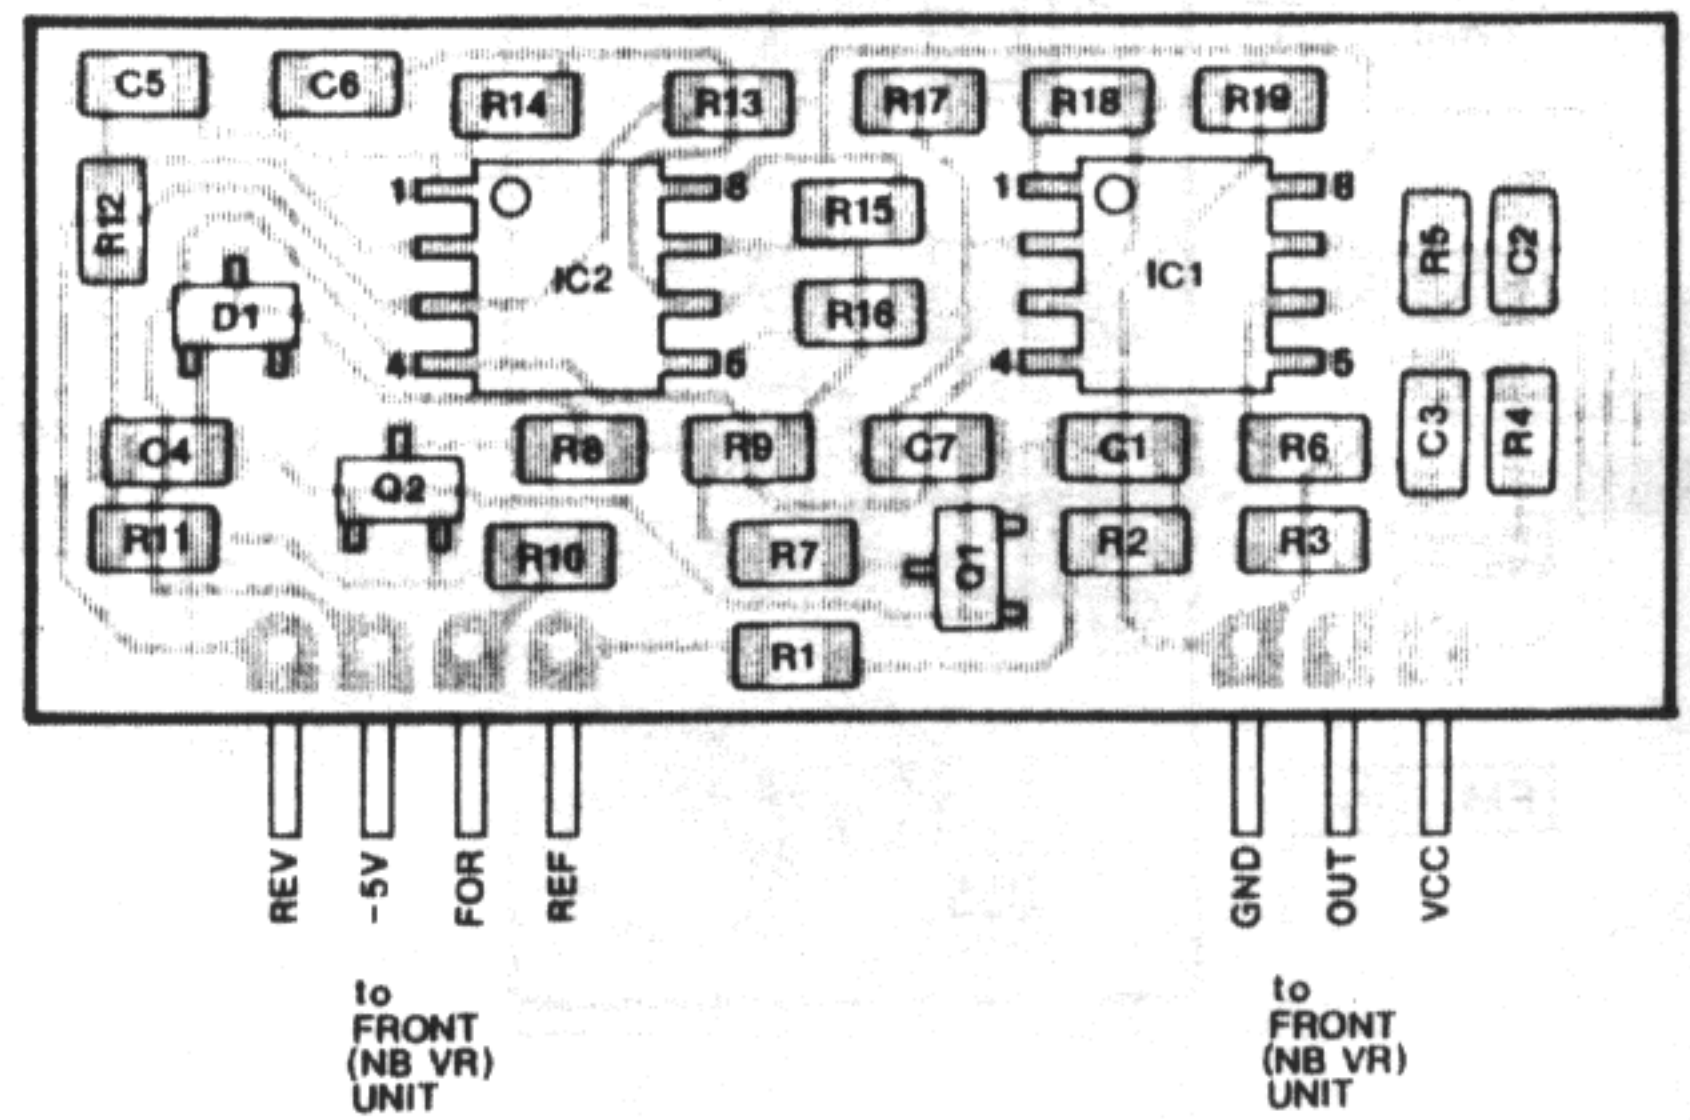 C5 C6 R14 R13 R17 R18 R19
1 8 1 8
R12 R15 R5 C2
IC2 IC1
D1 R16
4 5 4 5
C4 R8 R9 C7 C1 R6 C3 R4
Q2
R11 R10 R7 Q1 R2 R3
R1
REV -5V FOR REF GND OUT VCC
to
FRONT
(NB VR)
UNIT
to
FRONT
(NB VR)
UNIT